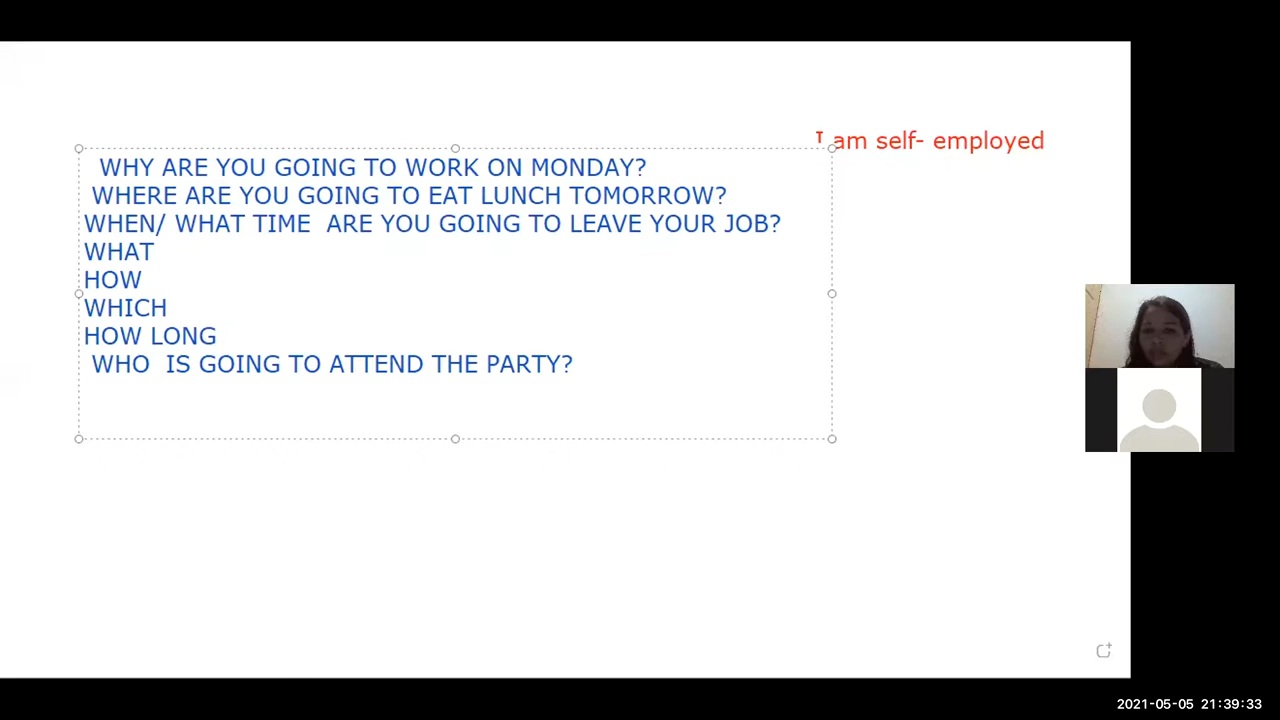 I am self- employed
WHY ARE YOU GOING TO WORK ON MONDAY?
WHERE ARE YOU GOING TO EAT LUNCH TOMORROW?
WHEN/ WHAT TIME ARE YOU GOING TO LEAVE YOUR JOB?
WHAT
HOW
WHICH
HOW LONG
WHO IS GOING TO ATTEND THE PARTY?
2021-05-05 21:39:33